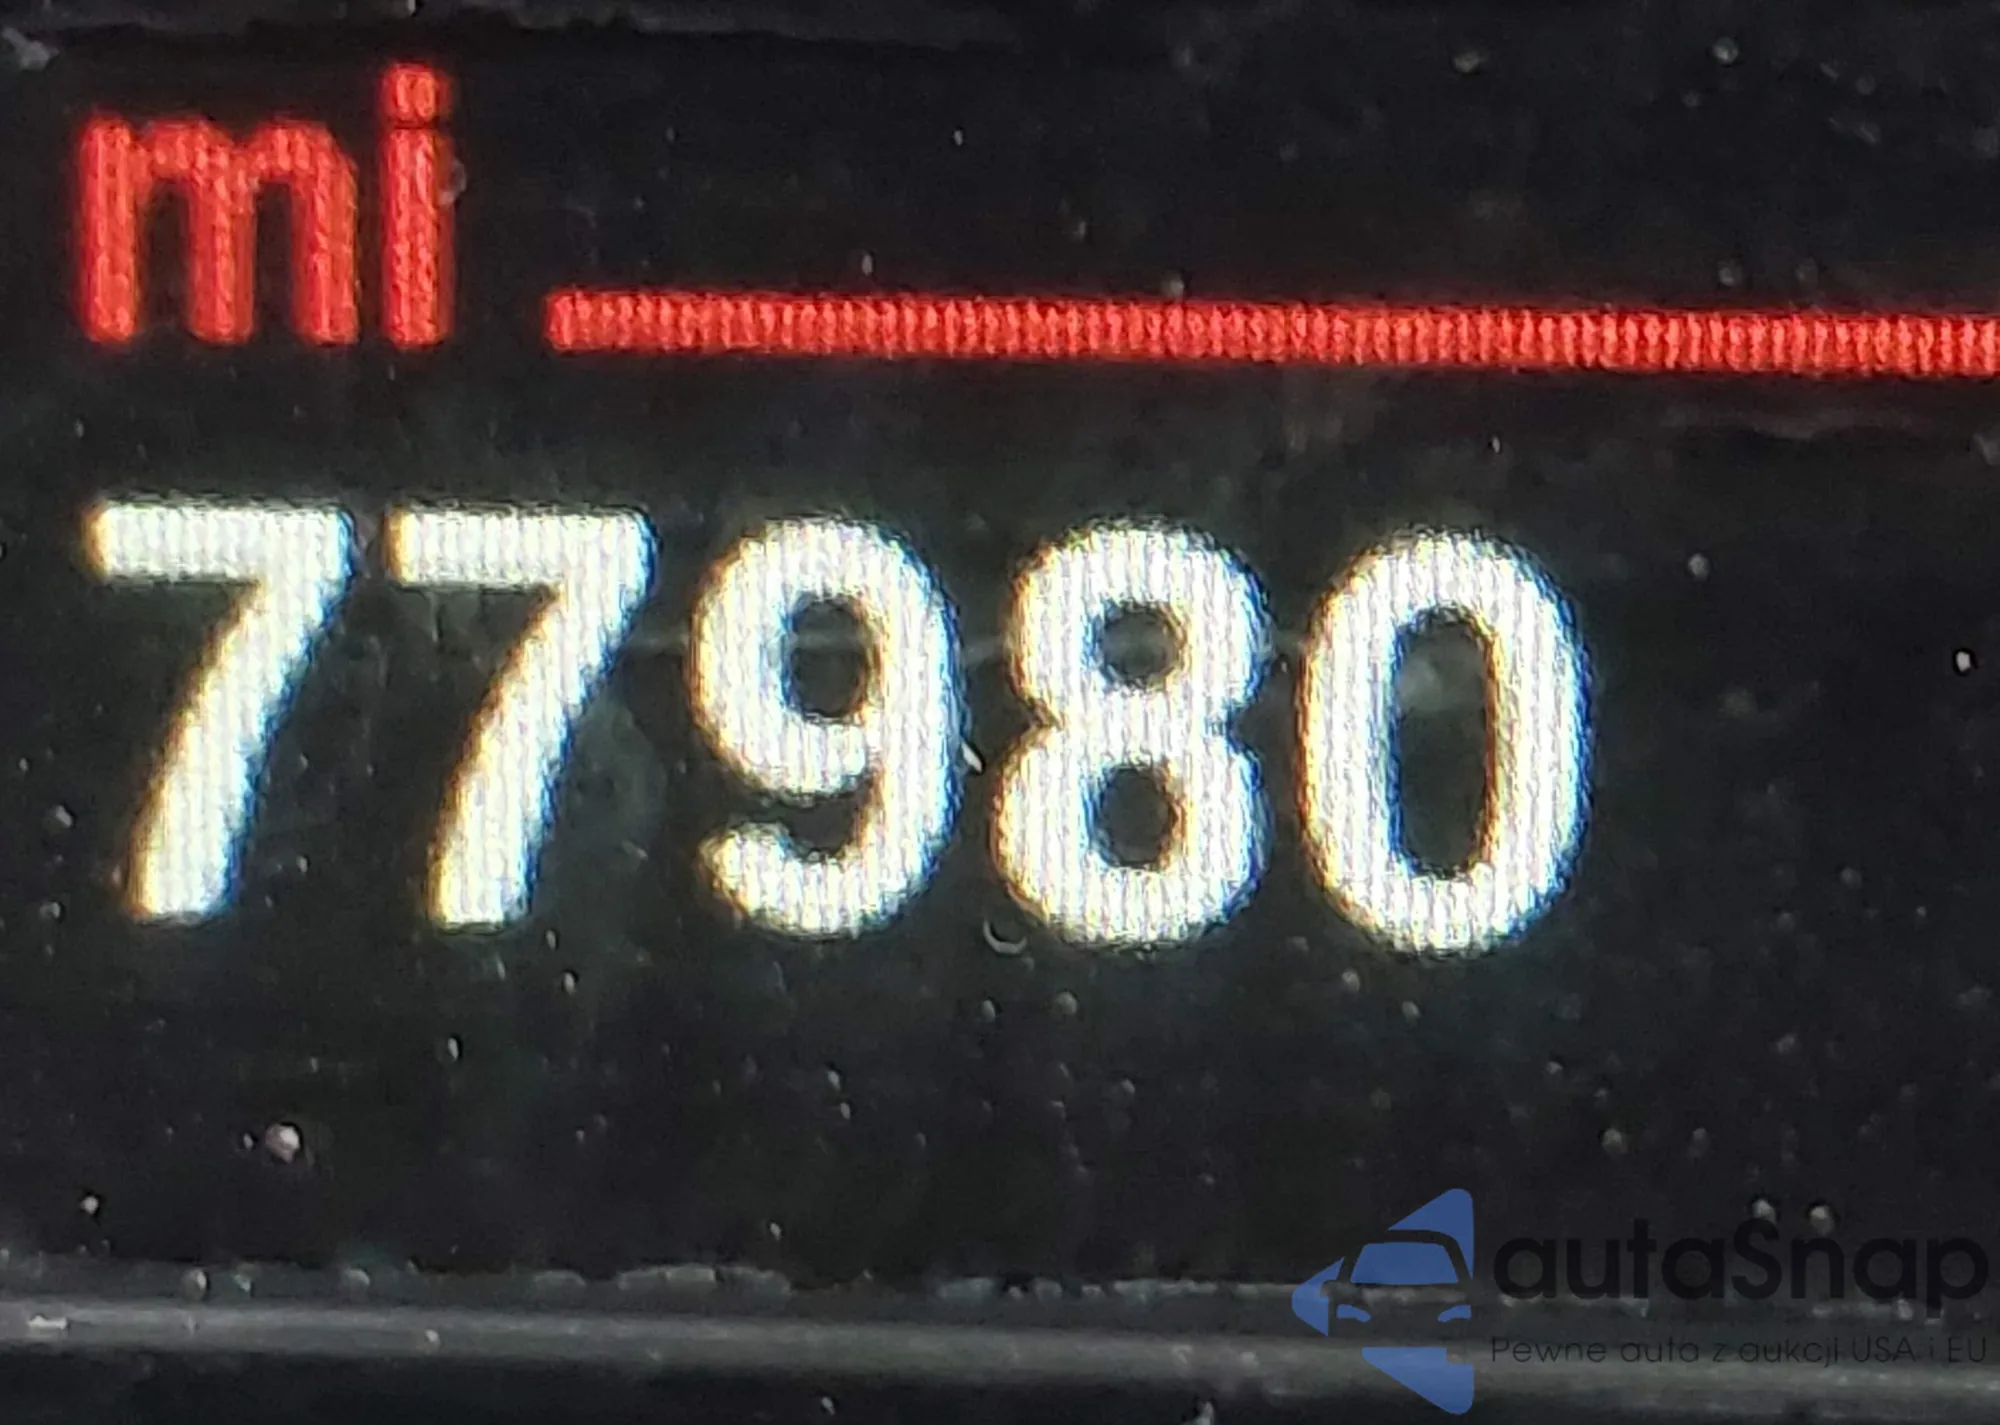 mi
77980
autaSnap
Pewne auta z aukcji USA i EU